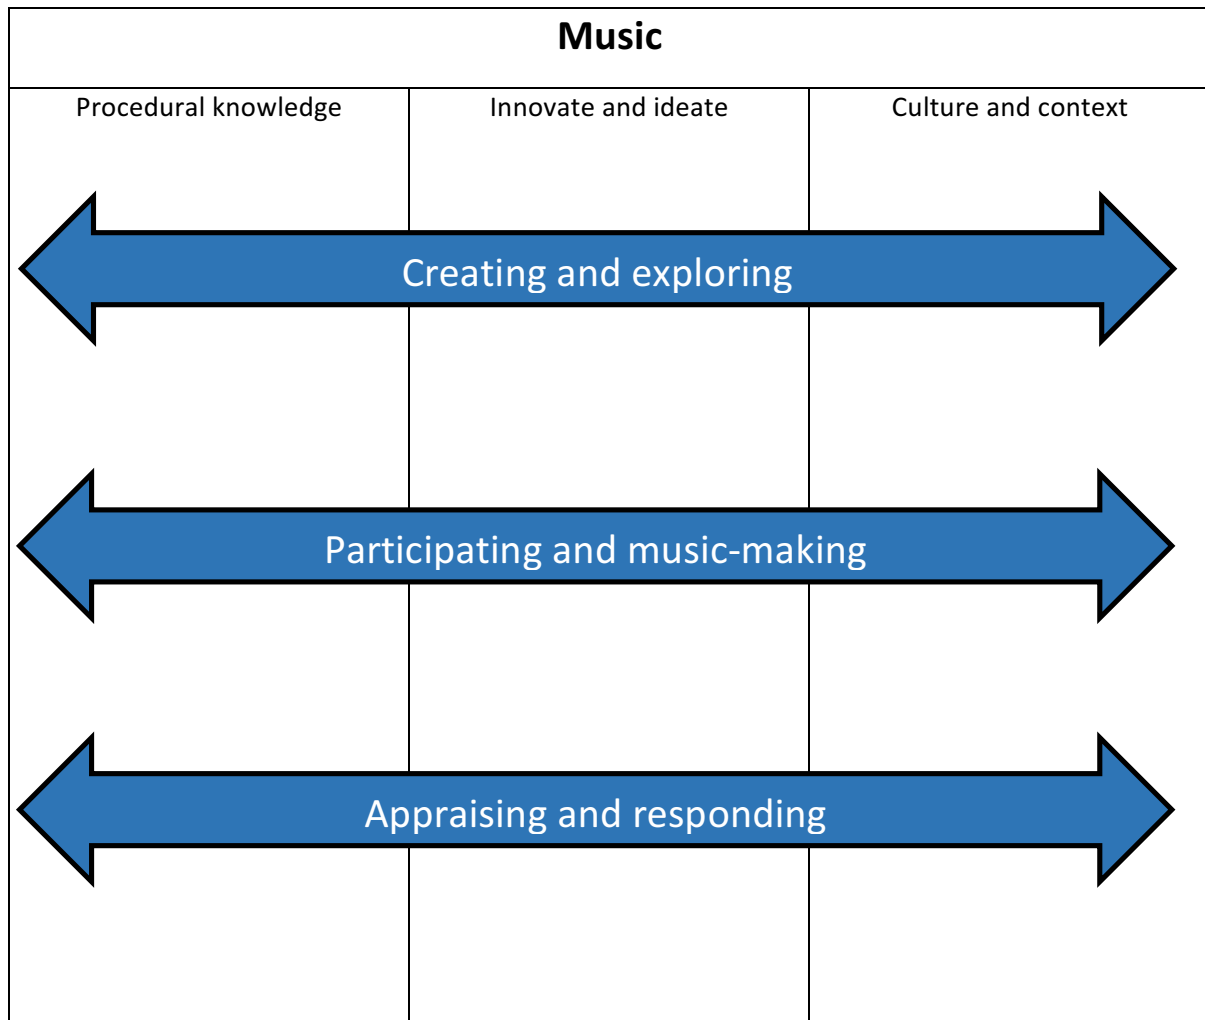 Music
Procedural knowledge
Innovate and ideate
Culture and context
Creating and exploring
Participating and music-making
Appraising and responding